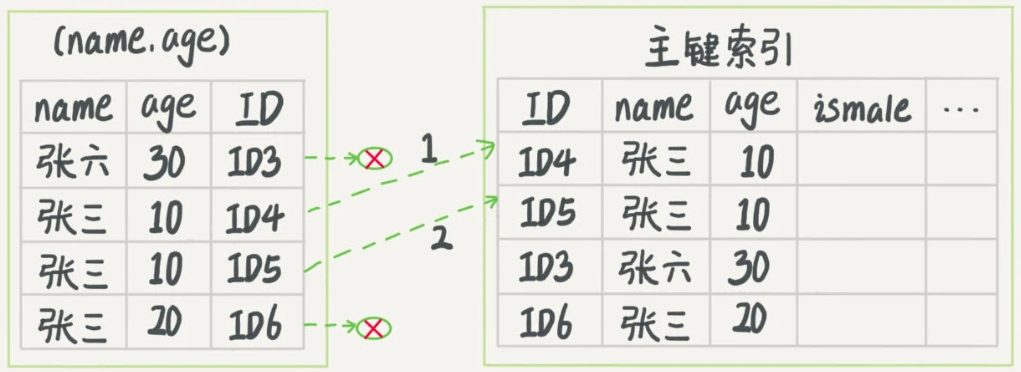 (name.age)
name age ID
张六 30 ID3
张三 10 ID4
张三 10 ID5
张三 20 ID6
1
2
主键索引
ID name age ismale ...
ID4 张三 10
ID5 张三 10
ID3 张六 30
ID6 张三 20